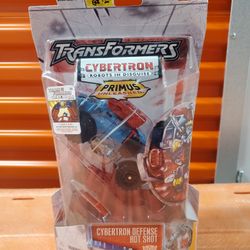 TRANSFORMERS
CYBERTRON
ROBOTS IN DISGUISE
PRIMUS
UNLEASHED
CYBERTRON DEFENSE
HOT SHOT